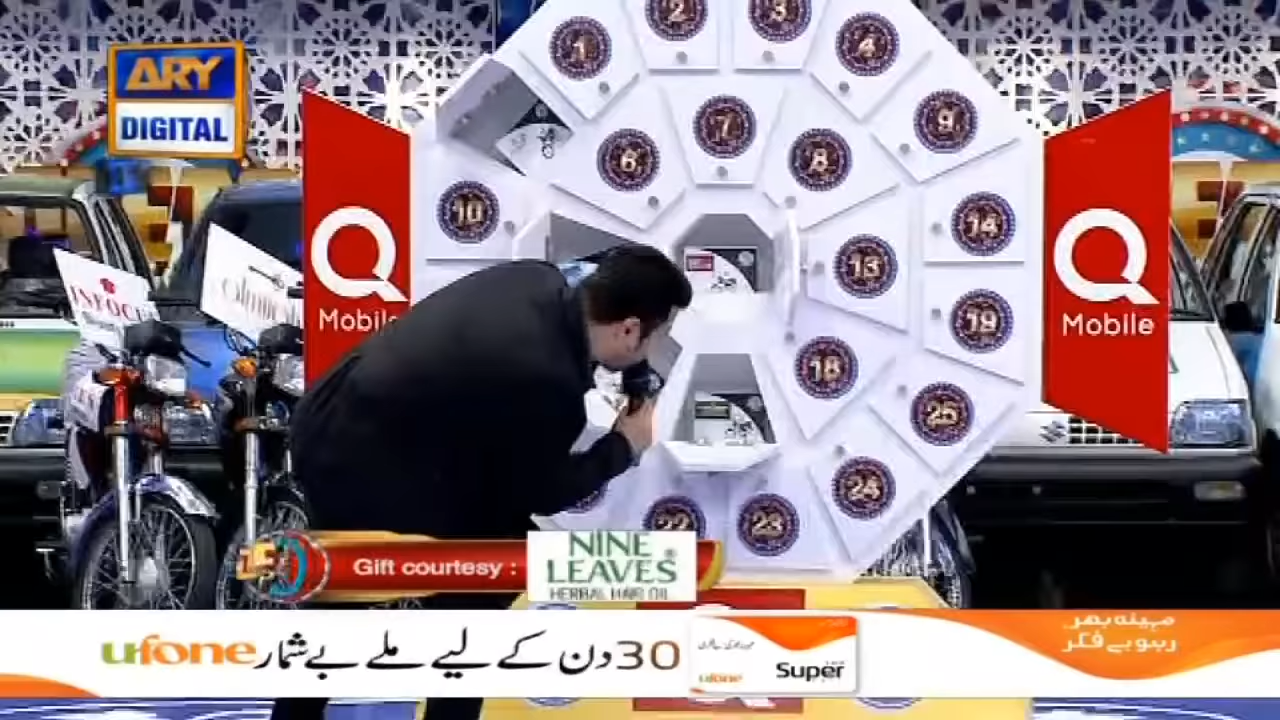 ARY
DIGITAL
1
2
3
4
6
7
8
9
10
13
14
18
19
22
23
24
25
Q
Mobile
Q
Mobile
INFOCU
Gift courtesy :
NINE
LEAVES®
HERBAL HAIR OIL
ufone
30 دن کے لیے ملے بے شمار
ufone
Super
مہینہ بھر
رہو بے فکر